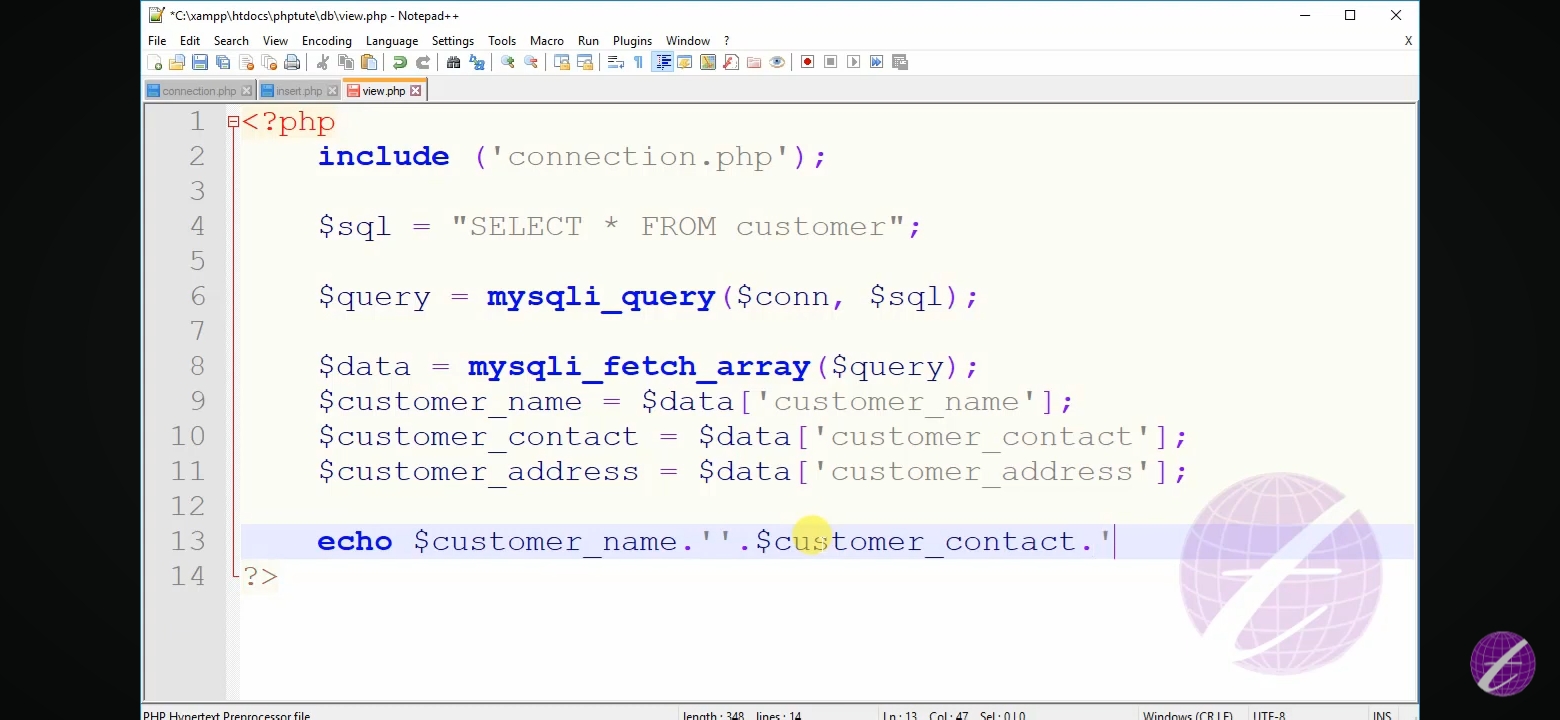 *C:\xampp\htdocs\phptute\db\view.php - Notepad++
File Edit Search View Encoding Language Settings Tools Macro Run Plugins Window ? X
connection.php insert.php view.php
1 <?php
2 include ('connection.php');
3
4 $sql = "SELECT * FROM customer";
5
6 $query = mysqli_query($conn, $sql);
7
8 $data = mysqli_fetch_array($query);
9 $customer_name = $data['customer_name'];
10 $customer_contact = $data['customer_contact'];
11 $customer_address = $data['customer_address'];
12
13 echo $customer_name.''.$customer_contact.'
14 ?>
PHP Hypertext Preprocessor file length : 348 lines : 14 Ln : 13 Col : 47 Sel : 0 | 0 Windows (CR LF) UTF-8 INS